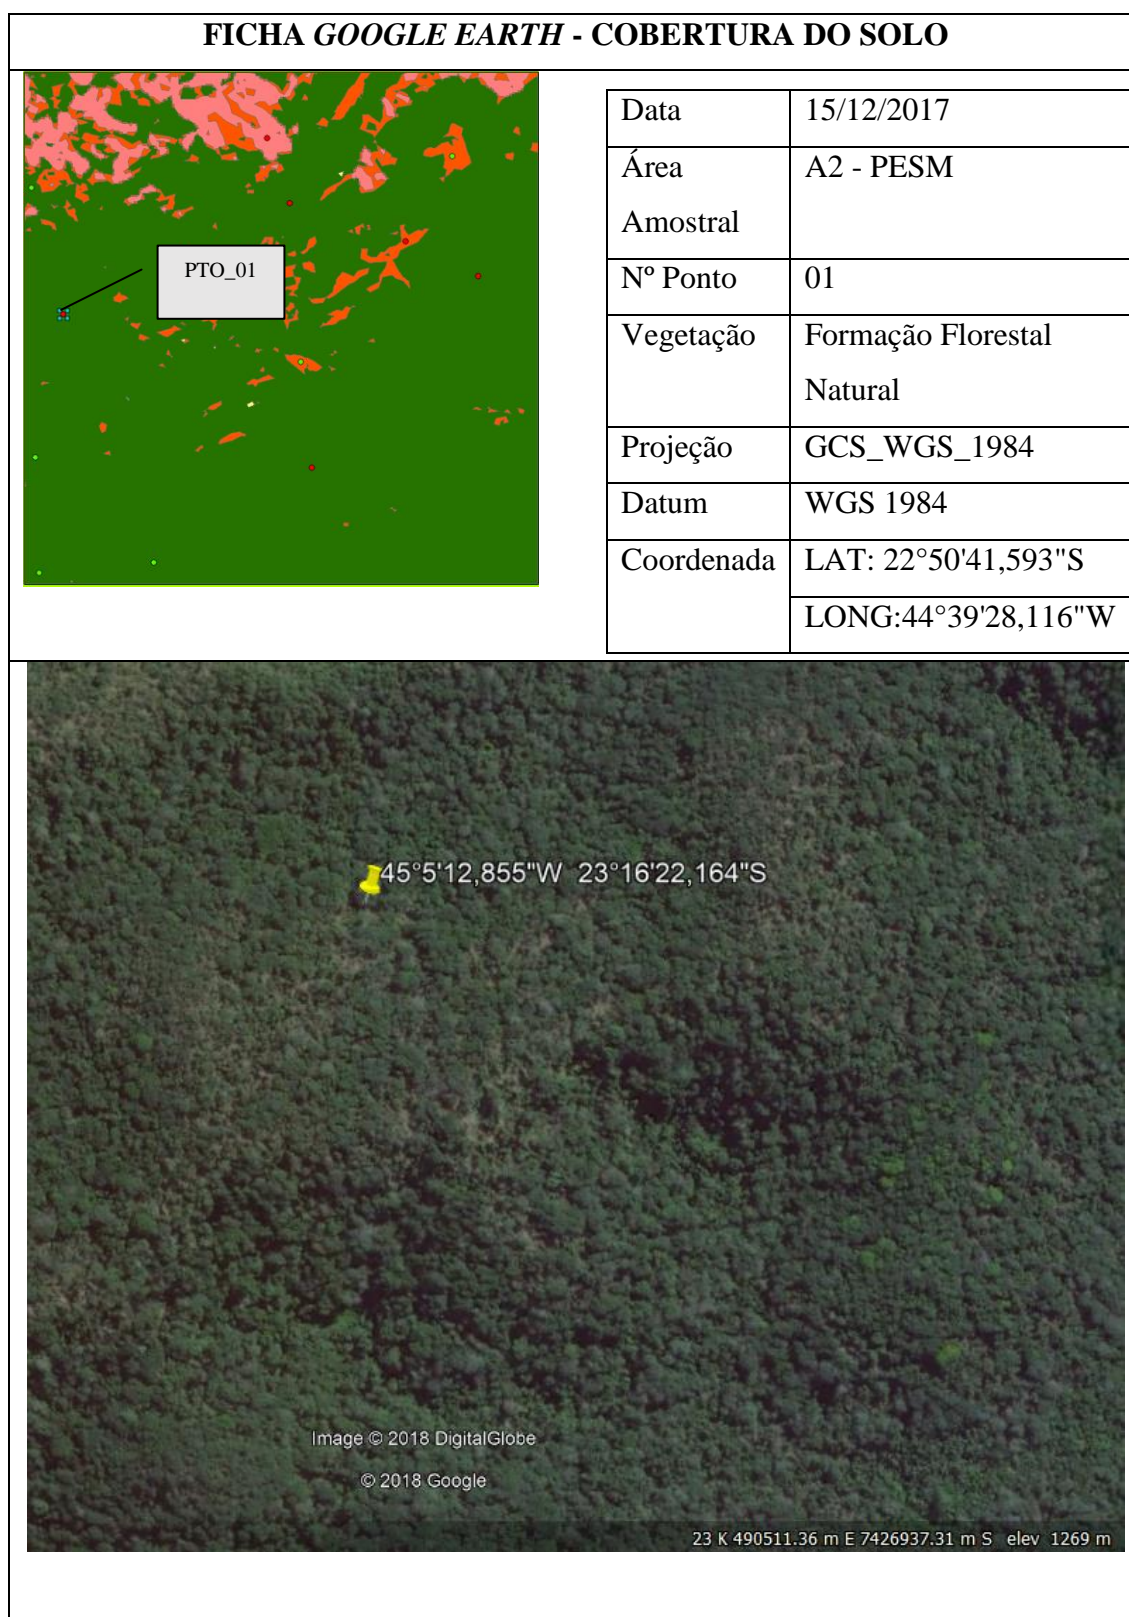 FICHA GOOGLE EARTH - COBERTURA DO SOLO
PTO_01
Data 15/12/2017
Área
Amostral
A2 - PESM
Nº Ponto 01
Vegetação Formação Florestal
Natural
Projeção GCS_WGS_1984
Datum WGS 1984
Coordenada LAT: 22°50'41,593"S
LONG:44°39'28,116"W
45°5'12,855"W 23°16'22,164"S
Image © 2018 DigitalGlobe
© 2018 Google
23 K 490511.36 m E 7426937.31 m S elev 1269 m